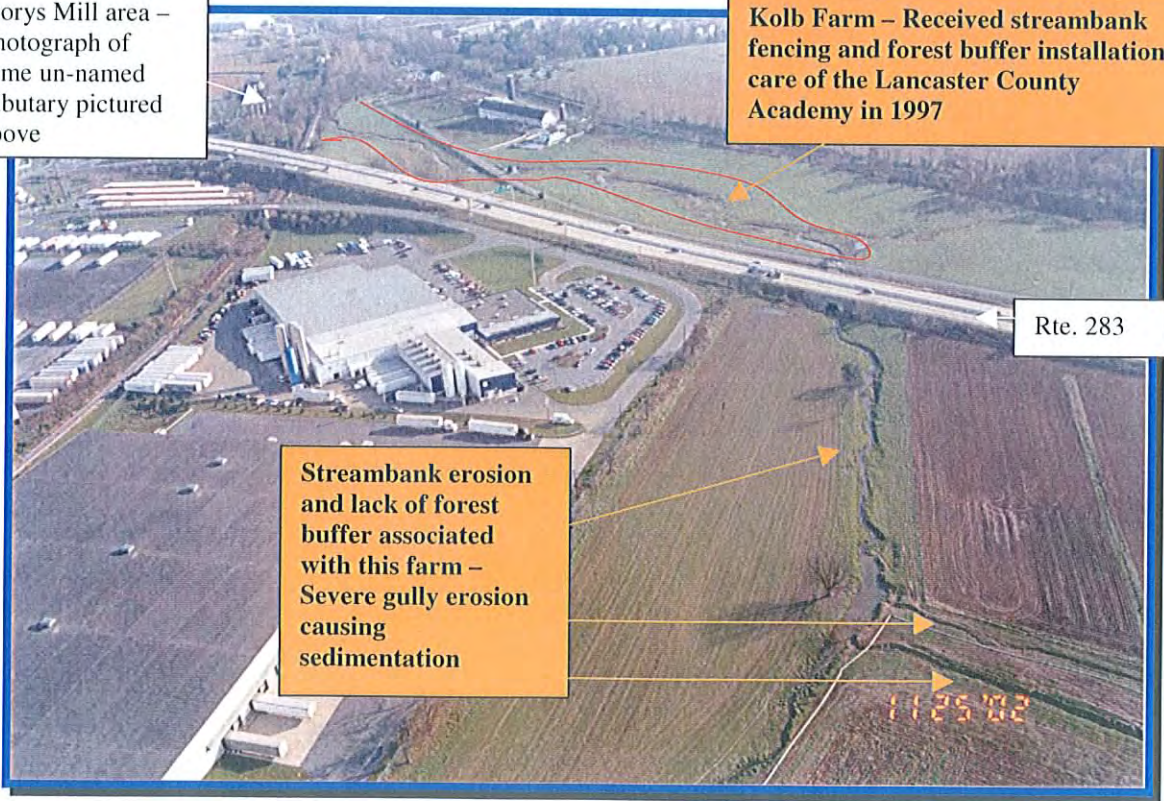 orys Mill area –
otograph of
me un-named
butary pictured
ove
Kolb Farm – Received streambank
fencing and forest buffer installation
care of the Lancaster County
Academy in 1997
Rte. 283
Streambank erosion
and lack of forest
buffer associated
with this farm –
Severe gully erosion
causing
sedimentation
11 25 '02